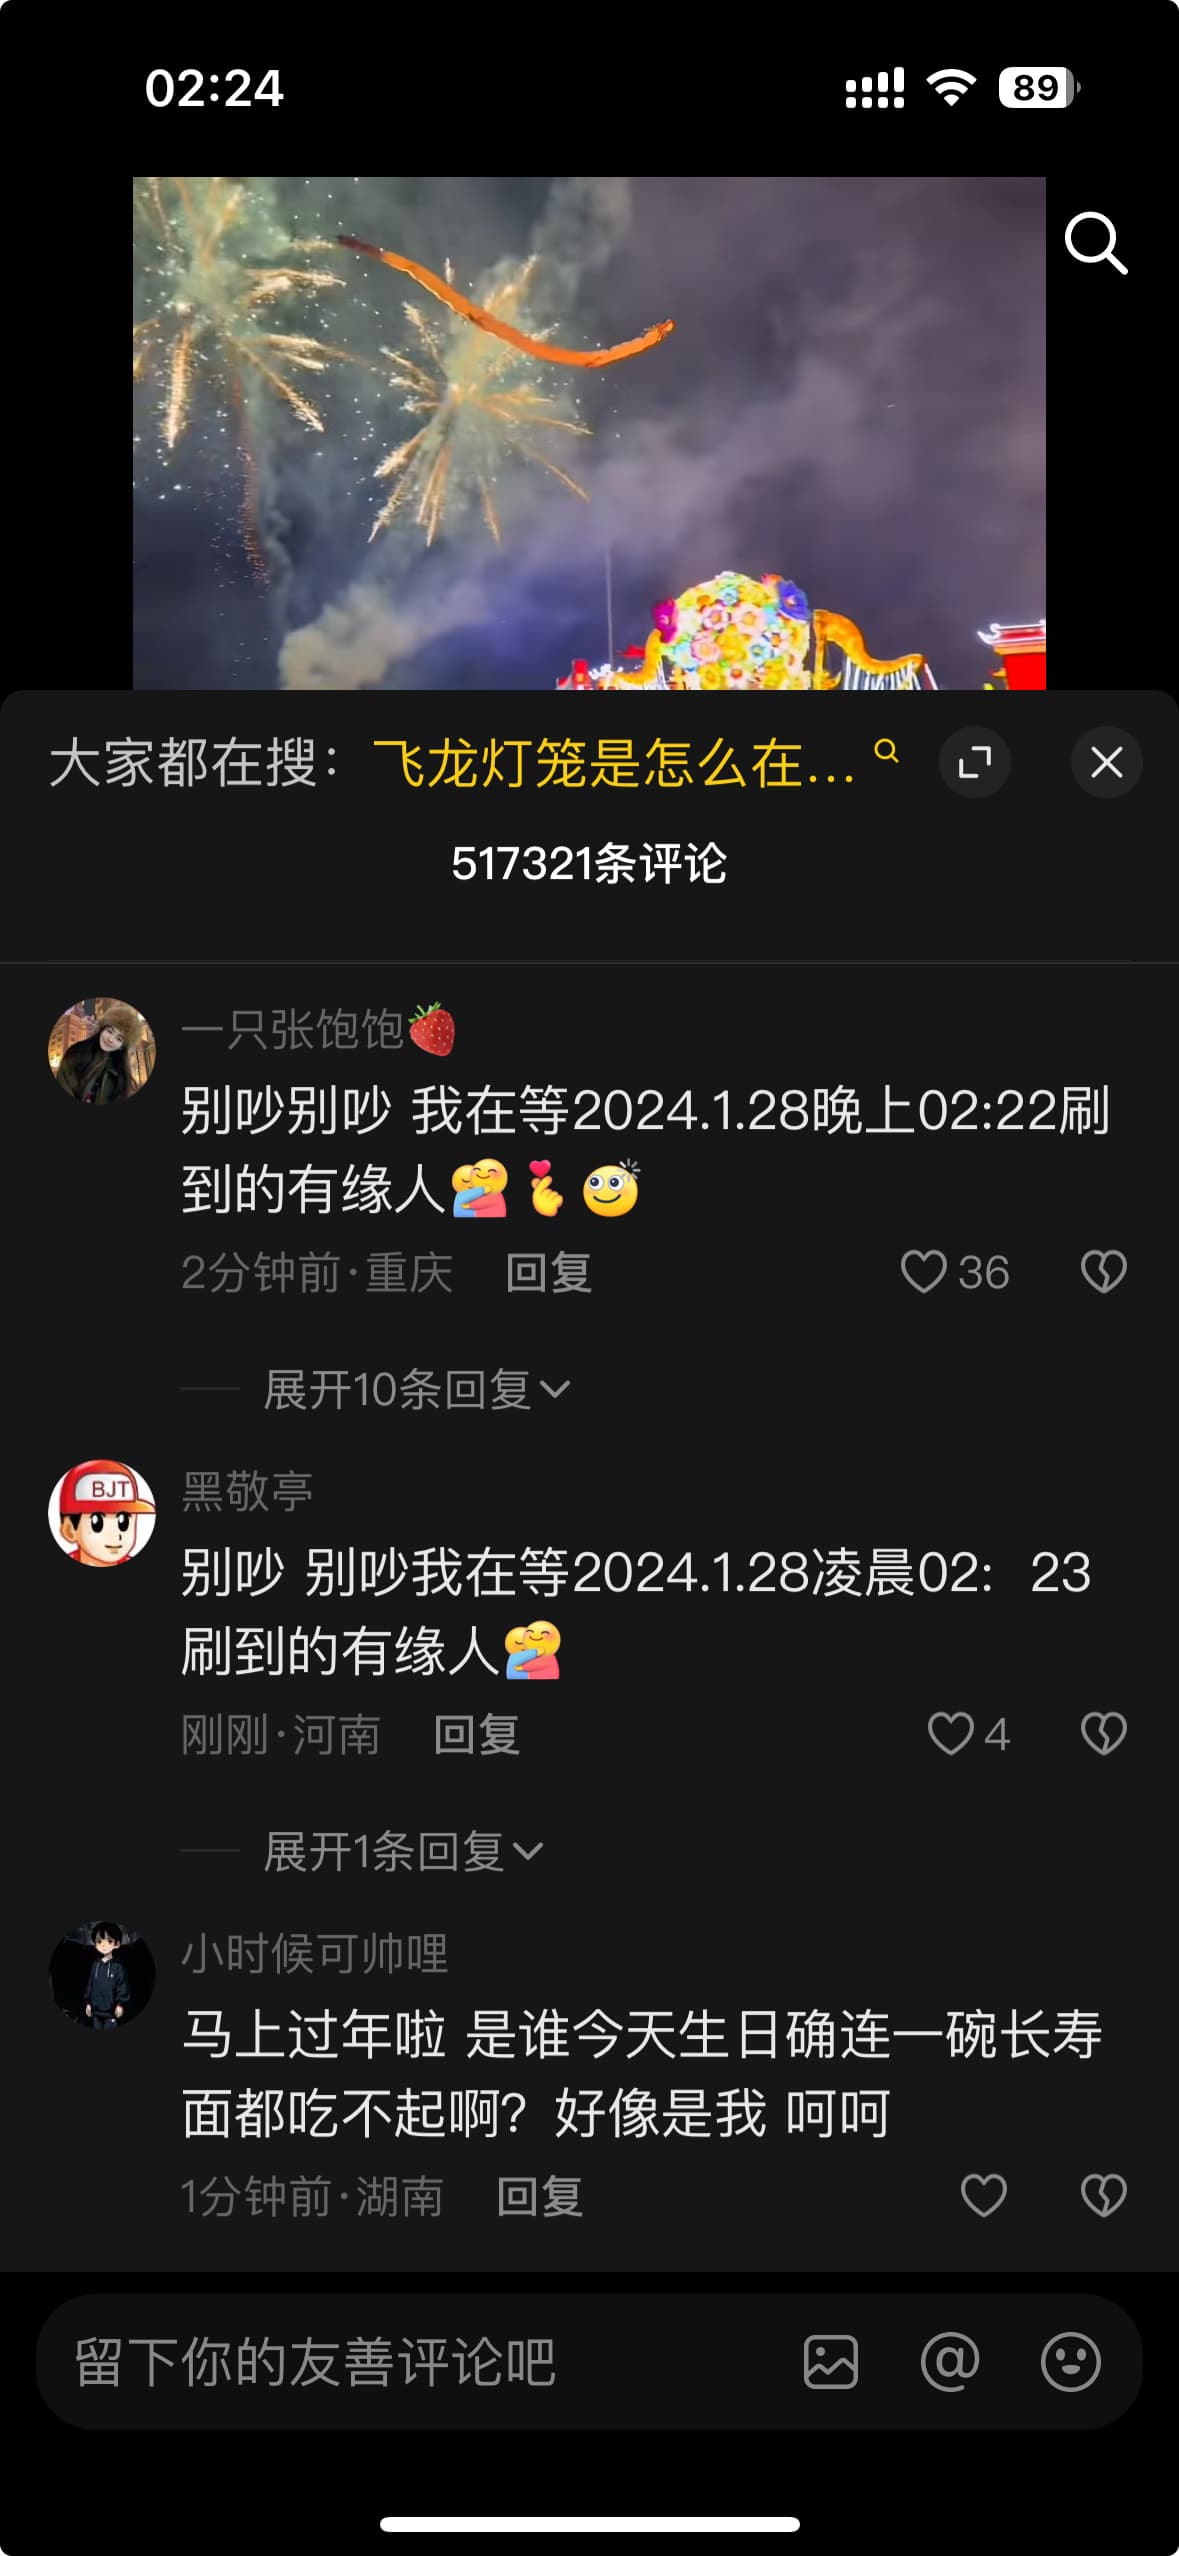 02:24
89
大家都在搜：飞龙灯笼是怎么在...
517321条评论
一只张饱饱🍓
别吵别吵 我在等2024.1.28晚上02:22刷
到的有缘人
2分钟前·重庆 回复 36
展开10条回复
BJT
黑敬亭
别吵 别吵我在等2024.1.28凌晨02：23
刷到的有缘人
刚刚·河南 回复 4
展开1条回复
小时候可帅哩
马上过年啦 是谁今天生日确连一碗长寿
面都吃不起啊？好像是我 呵呵
1分钟前·湖南 回复
留下你的友善评论吧